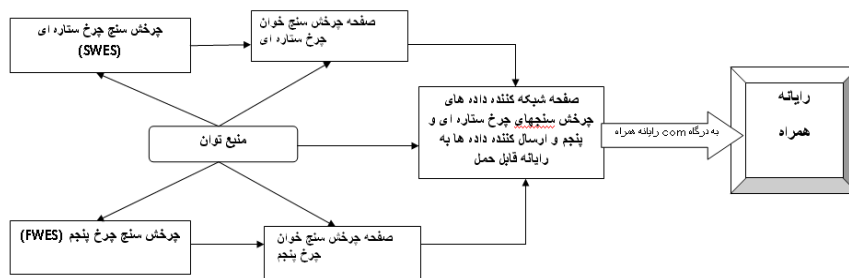 چرخش سنج چرخ ستاره ای
(SWES)
صفحه چرخش سنج خوان
چرخ ستاره ای
صفحه شبکه کننده داده های
چرخش سنجهای چرخ ستاره ای و
پنجم و ارسال کننده داده ها به
رایانه قابل حمل
به درگاه com رایانه همراه
رایانه
همراه
منبع توان
چرخش سنج چرخ پنجم (FWES)
صفحه چرخش سنج خوان
چرخ پنجم